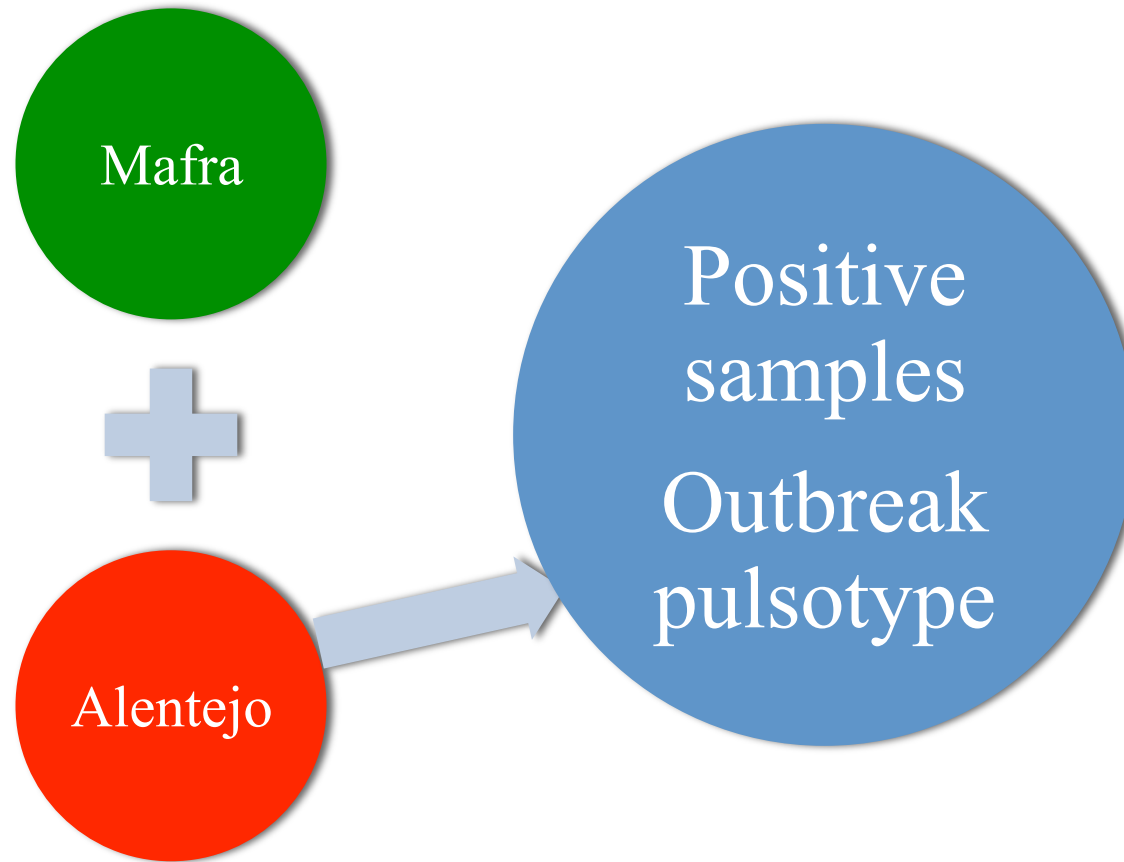 Mafra
Alentejo
Positive
samples
Outbreak
pulsotype